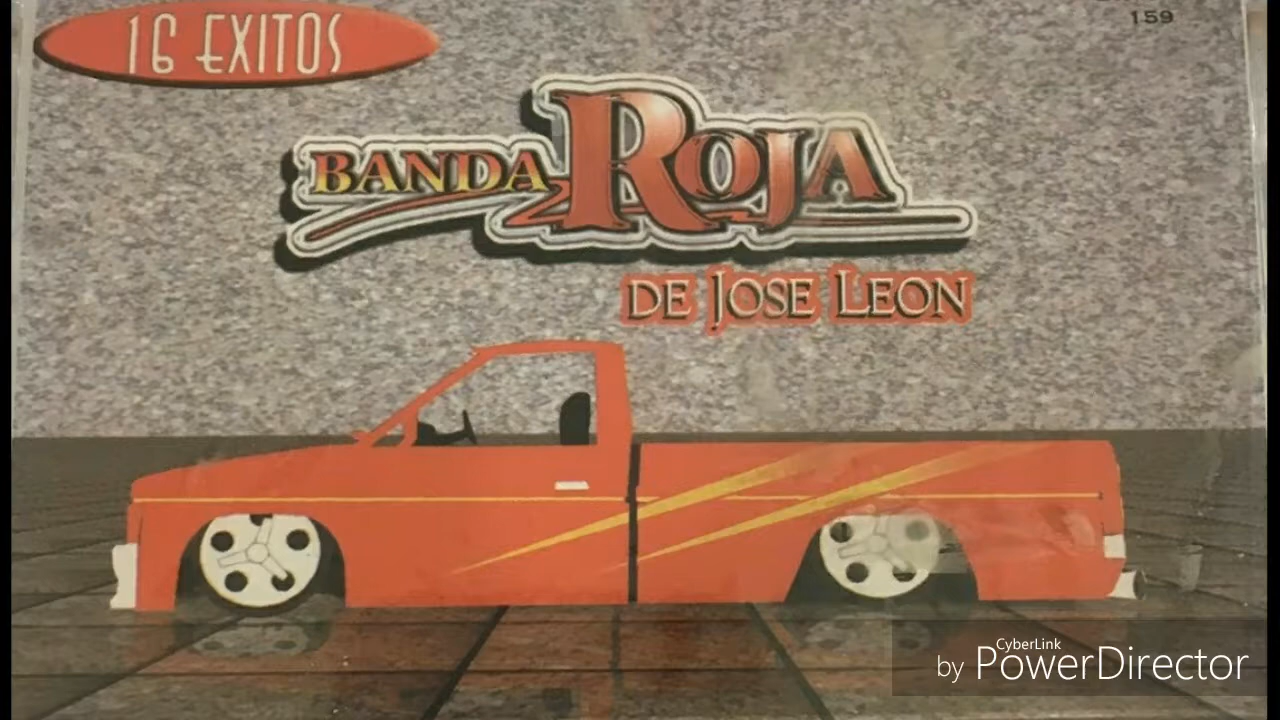 16 EXITOS
159
BANDA ROJA
DE JOSE LEON
CyberLink
by PowerDirector